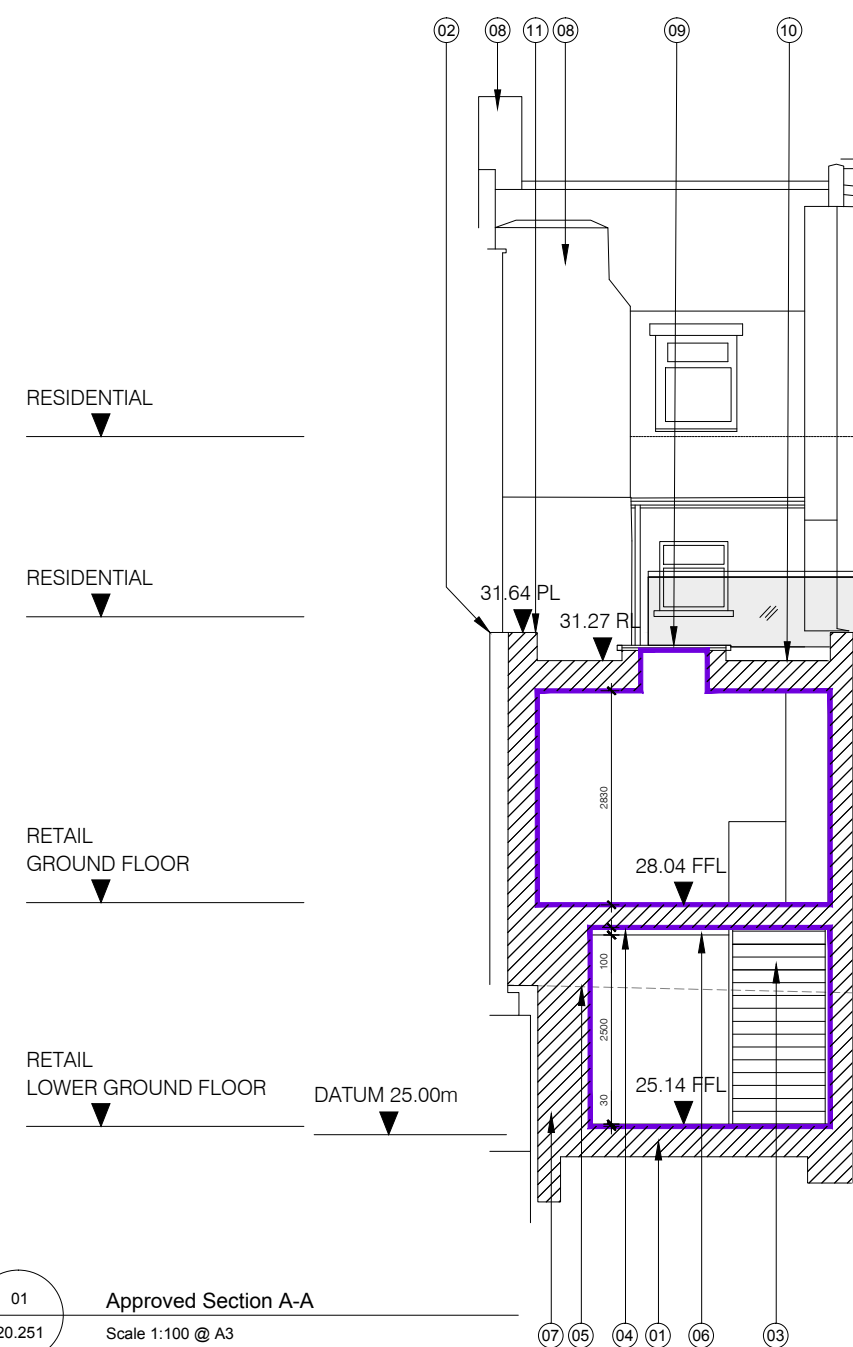 02 08 11 08 09 10
RESIDENTIAL
RESIDENTIAL
31.64 PL
31.27 RL
2830
RETAIL
GROUND FLOOR
28.04 FFL
100
2500
RETAIL
LOWER GROUND FLOOR
DATUM 25.00m
25.14 FFL
30
01
20.251
Approved Section A-A
Scale 1:100 @ A3
07 05 04 01 06 03